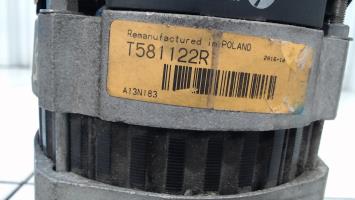 Remanufactured in POLAND
T581122R
2016-10
A13N183